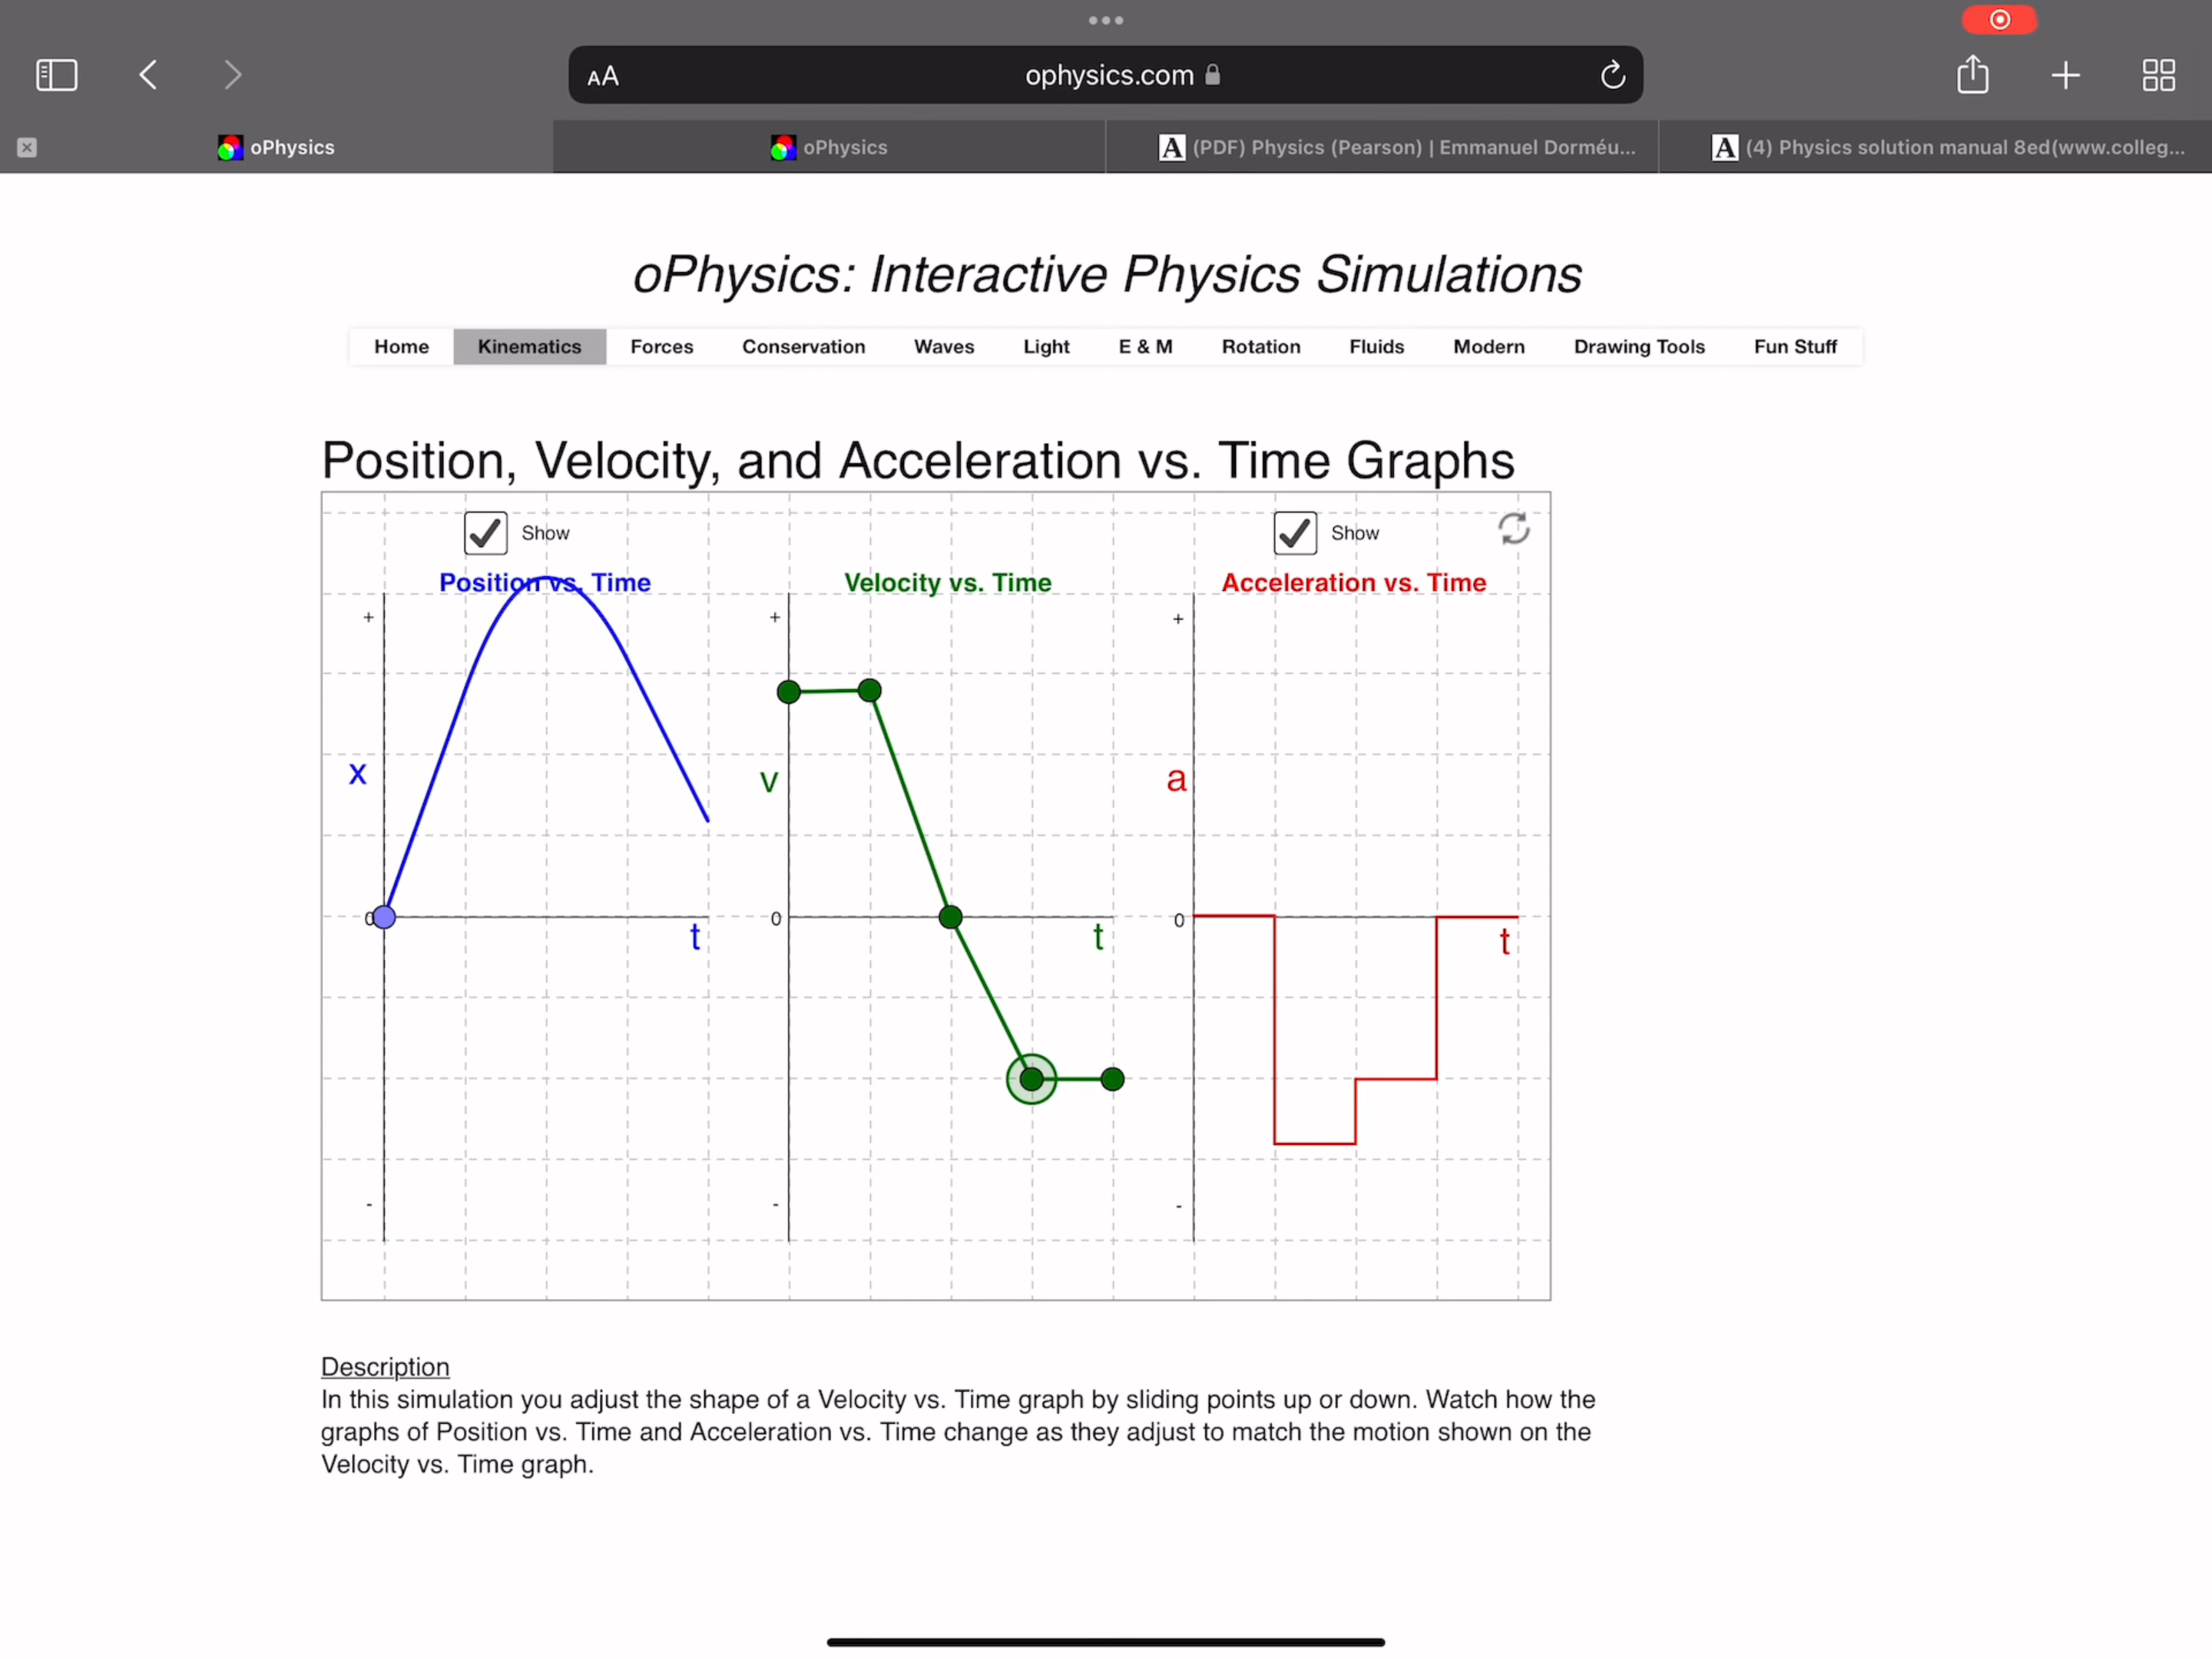 AA
ophysics.com
oPhysics
oPhysics
A (PDF) Physics (Pearson) | Emmanuel Dorméu...
A (4) Physics solution manual 8ed(www.colleg...
oPhysics: Interactive Physics Simulations
Home Kinematics Forces Conservation Waves Light E & M Rotation Fluids Modern Drawing Tools Fun Stuff
Position, Velocity, and Acceleration vs. Time Graphs
Show
Show
Position vs. Time
Velocity vs. Time
Acceleration vs. Time
+
+
+
x
v
a
0
0
0
t
t
t
-
-
-
Description
In this simulation you adjust the shape of a Velocity vs. Time graph by sliding points up or down. Watch how the
graphs of Position vs. Time and Acceleration vs. Time change as they adjust to match the motion shown on the
Velocity vs. Time graph.